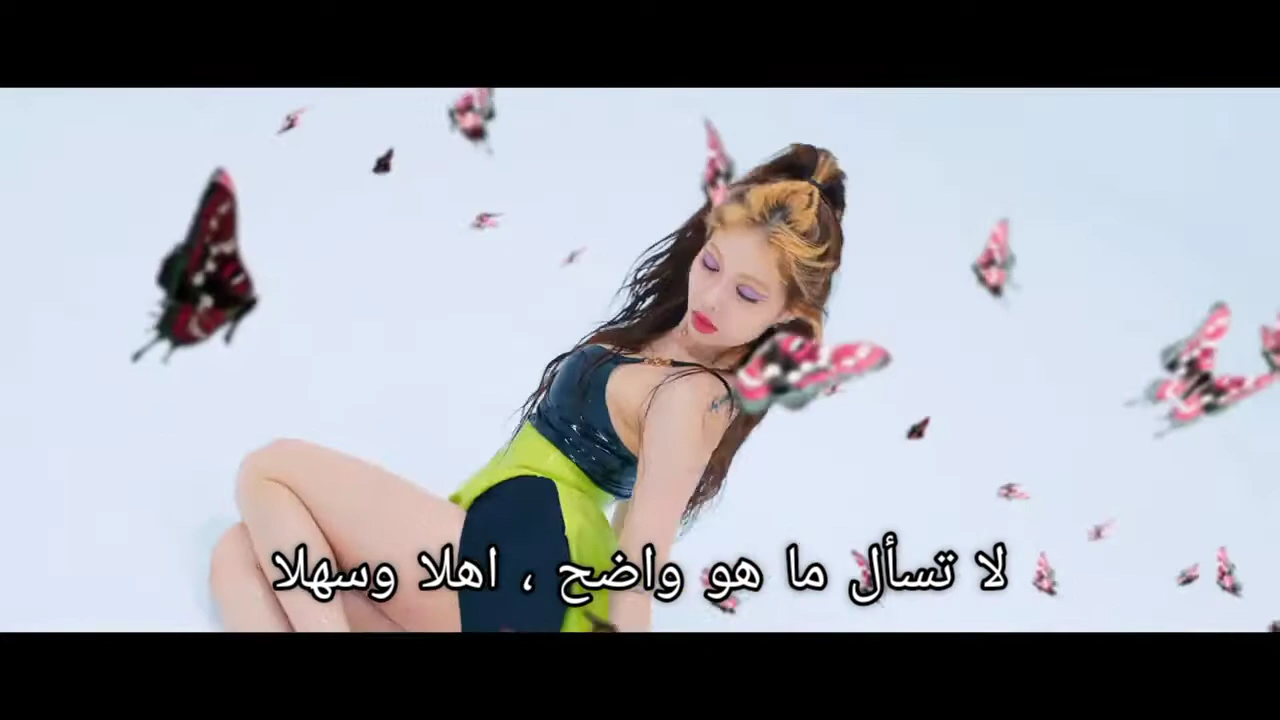 لا تسأل ما هو واضح ، اهلا وسهلا